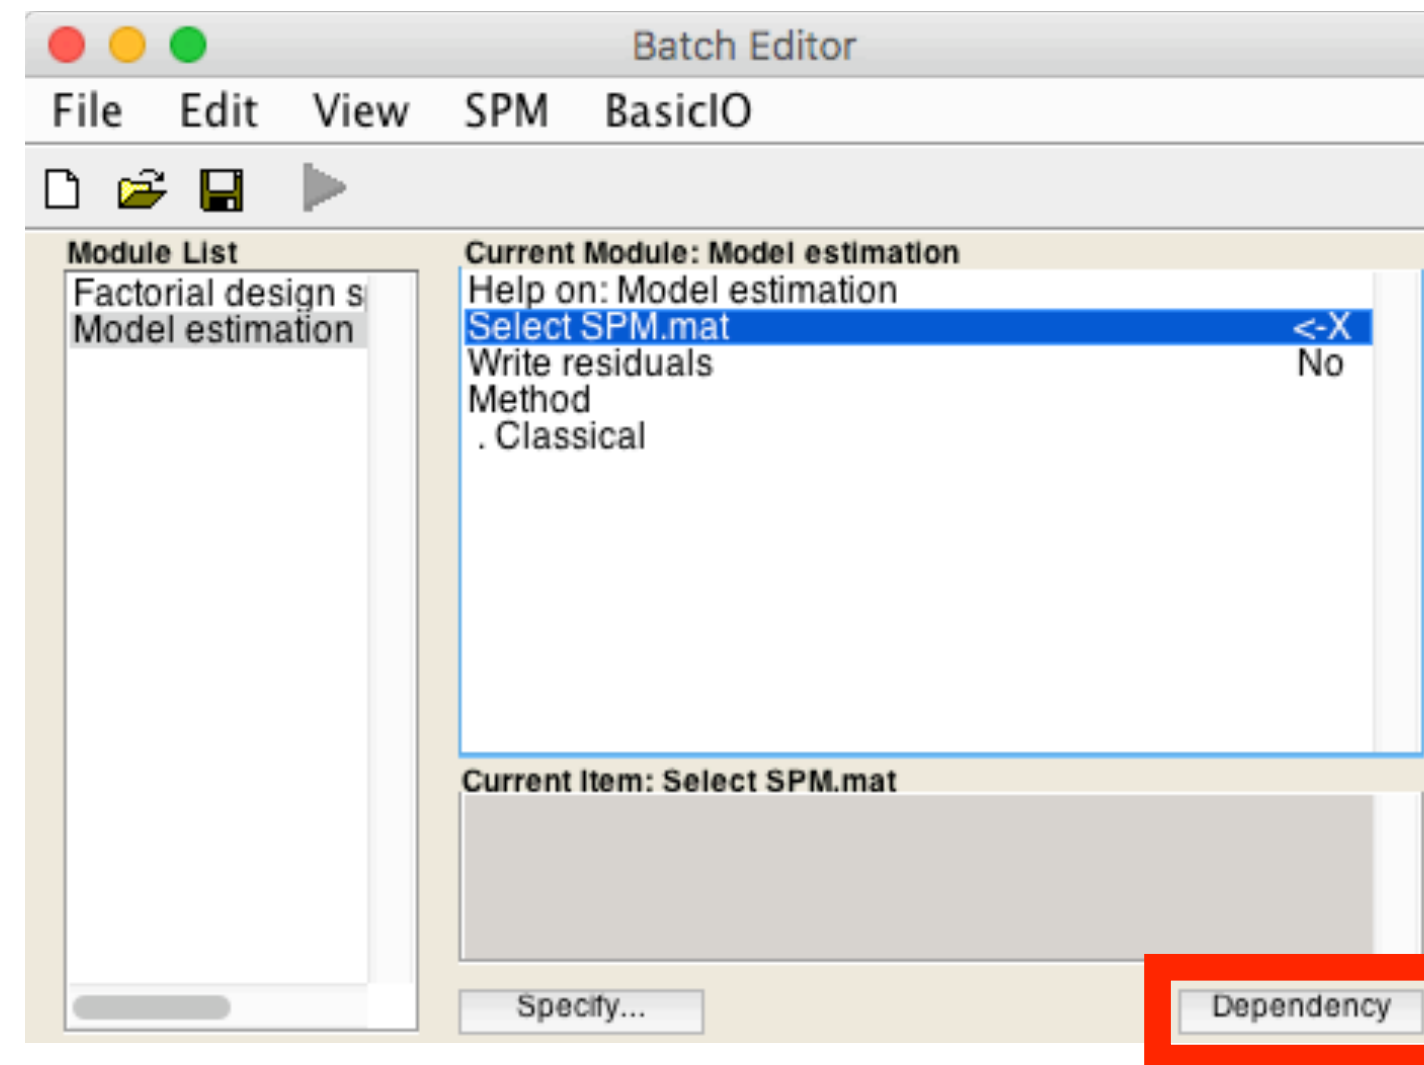 Batch Editor
File Edit View SPM BasicIO
Module List
Factorial design s
Model estimation
Current Module: Model estimation
Help on: Model estimation
Select SPM.mat <-X
Write residuals No
Method
. Classical
Current Item: Select SPM.mat
Specify...
Dependency